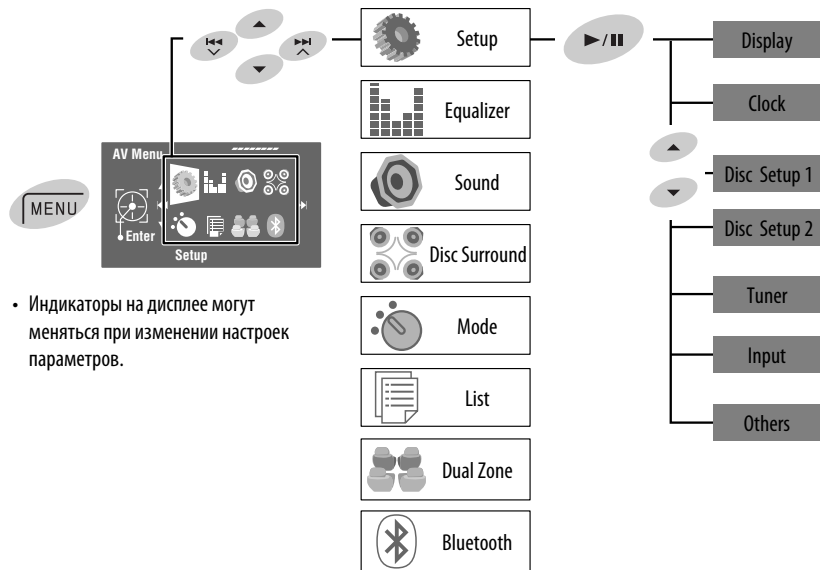 MENU
AV Menu
Enter
Setup
• Индикаторы на дисплее могут
меняться при изменении настроек
параметров.
Setup
Equalizer
Sound
Disc Surround
Mode
List
Dual Zone
Bluetooth
Display
Clock
Disc Setup 1
Disc Setup 2
Tuner
Input
Others